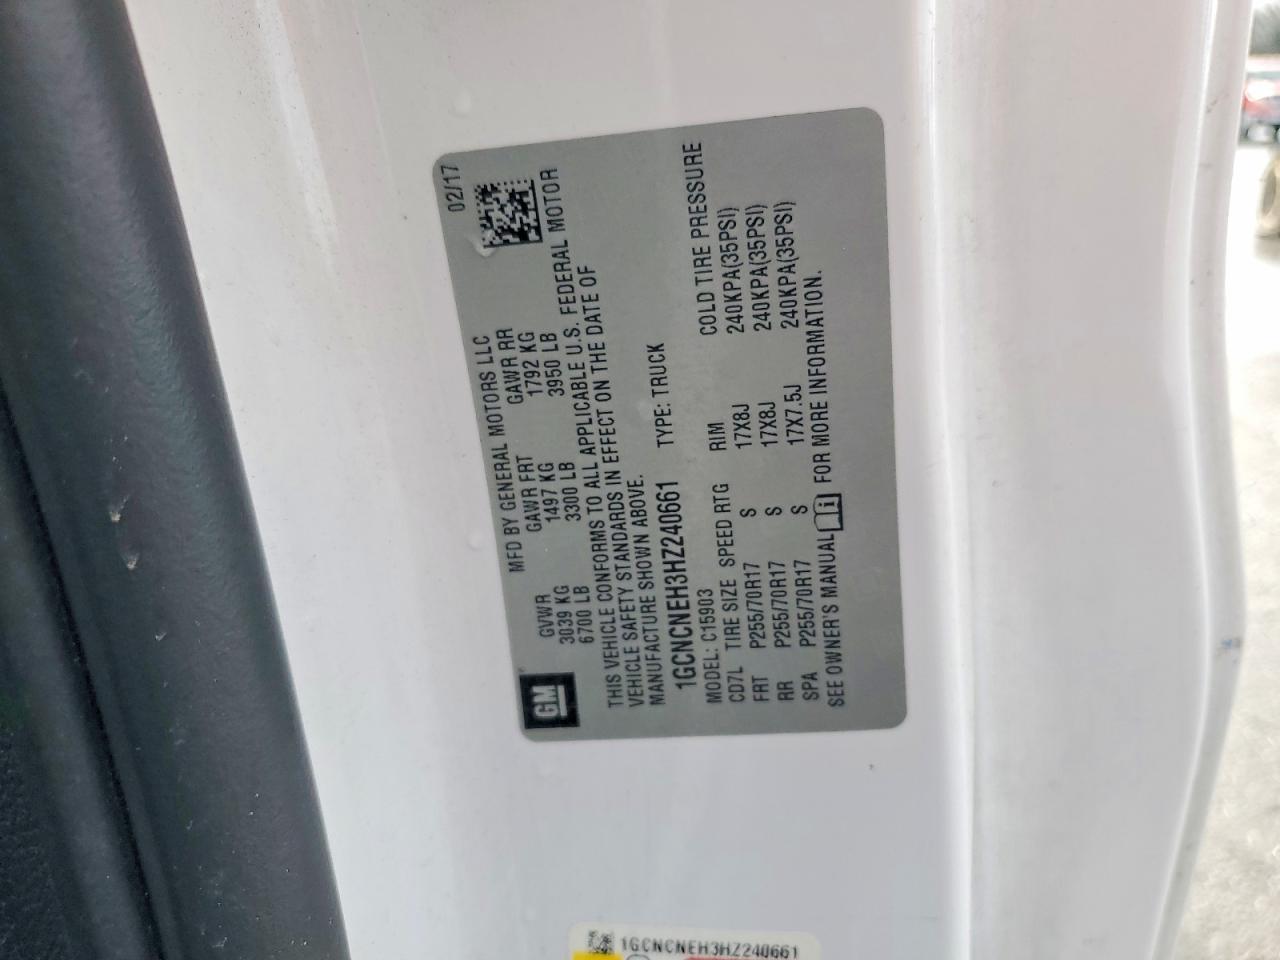 MFD BY GENERAL MOTORS LLC 02/17
GM GVWR GAWR FRT GAWR RR
3039 KG 1497 KG 1792 KG
6700 LB 3300 LB 3950 LB
THIS VEHICLE CONFORMS TO ALL APPLICABLE U.S. FEDERAL MOTOR
VEHICLE SAFETY STANDARDS IN EFFECT ON THE DATE OF
MANUFACTURE SHOWN ABOVE.
1GCNCNEH3HZ240661 TYPE: TRUCK
MODEL: C15903
CD7L TIRE SIZE SPEED RTG RIM COLD TIRE PRESSURE
FRT P255/70R17 S 17X8J 240KPA(35PSI)
RR P255/70R17 S 17X8J 240KPA(35PSI)
SPA P255/70R17 S 17X7.5J 240KPA(35PSI)
SEE OWNER'S MANUAL FOR MORE INFORMATION.
1GCNCNEH3HZ240661